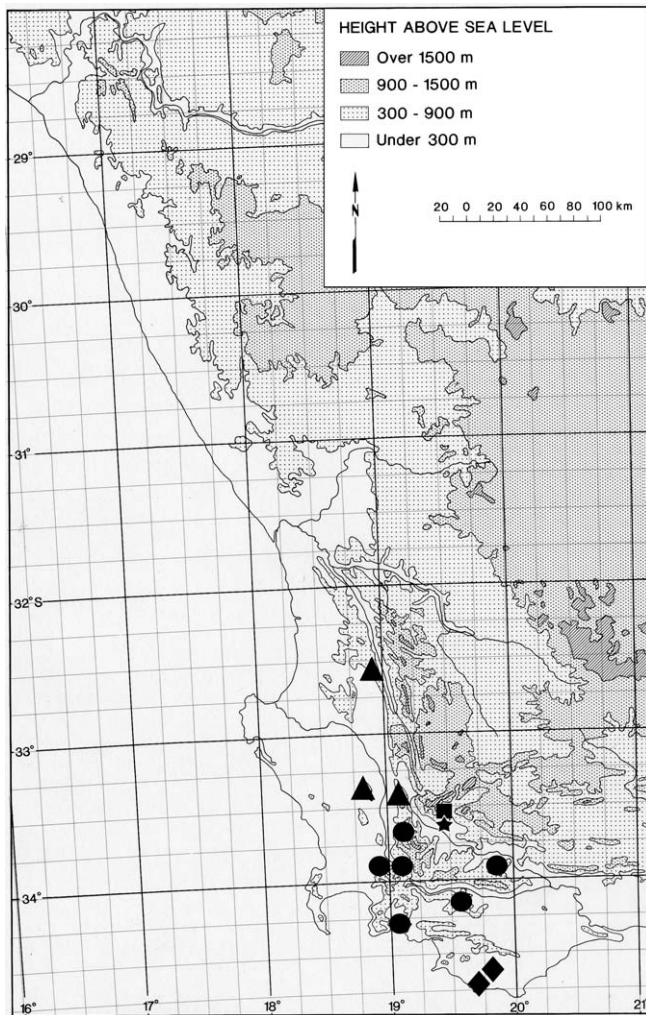 HEIGHT ABOVE SEA LEVEL
Over 1500 m
900 - 1500 m
300 - 900 m
Under 300 m
N
20 0 20 40 60 80 100 km
29°
30°
31°
32°S
33°
34°
16° 17° 18° 19° 20° 21°